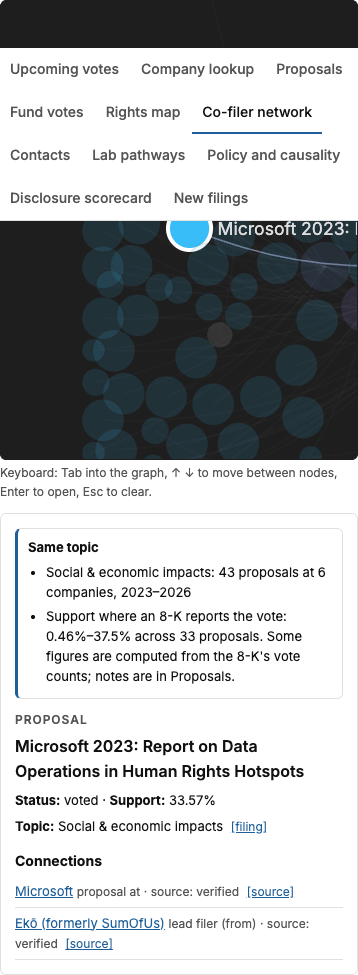 Upcoming votes Company lookup Proposals
Fund votes Rights map Co-filer network
Contacts Lab pathways Policy and causality
Disclosure scorecard New filings
Microsoft 2023:
Keyboard: Tab into the graph, ↑ ↓ to move between nodes,
Enter to open, Esc to clear.
Same topic
• Social & economic impacts: 43 proposals at 6
companies, 2023–2026
• Support where an 8-K reports the vote:
0.46%–37.5% across 33 proposals. Some
figures are computed from the 8-K's vote
counts; notes are in Proposals.
PROPOSAL
Microsoft 2023: Report on Data
Operations in Human Rights Hotspots
Status: voted · Support: 33.57%
Topic: Social & economic impacts [filing]
Connections
Microsoft proposal at · source: verified [source]
Ekō (formerly SumOfUs) lead filer (from) · source:
verified [source]